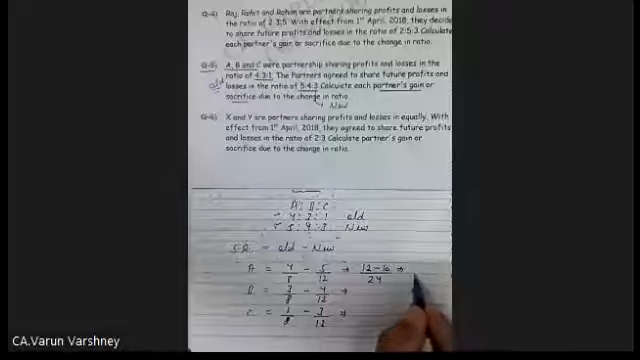 Q-4) Raj, Rohit and Rohan are partners sharing profits and losses in
the ratio of 2:3:5. With effect from 1st April, 2018, they decide
to share future profits and losses in the ratio of 2:5:3. Calculate
each partner's gain or sacrifice due to the change in ratio.
Q-5) A, B and C were partnership sharing profits and losses in the
ratio of 4:3:1. The Partners agreed to share future profits and
old losses in the ratio of 5:4:3. Calculate each partner's gain or
sacrifice due to the change in ratio.
New
Q-6) X and Y are partners sharing profits and losses in equally. With
effect from 1st April, 2018, they agreed to share future profits
and losses in the ratio of 2:3 Calculate partner's gain or
sacrifice due to the change in ratio.
A : B : C
4 : 3 : 1 old
5 : 4 : 3 New
S.R. = old - New
A = 4/8 - 5/12 ⇒ 12-10/24 ⇒
B = 3/8 - 4/12 ⇒
C = 1/8 - 3/12 ⇒
CA.Varun Varshney